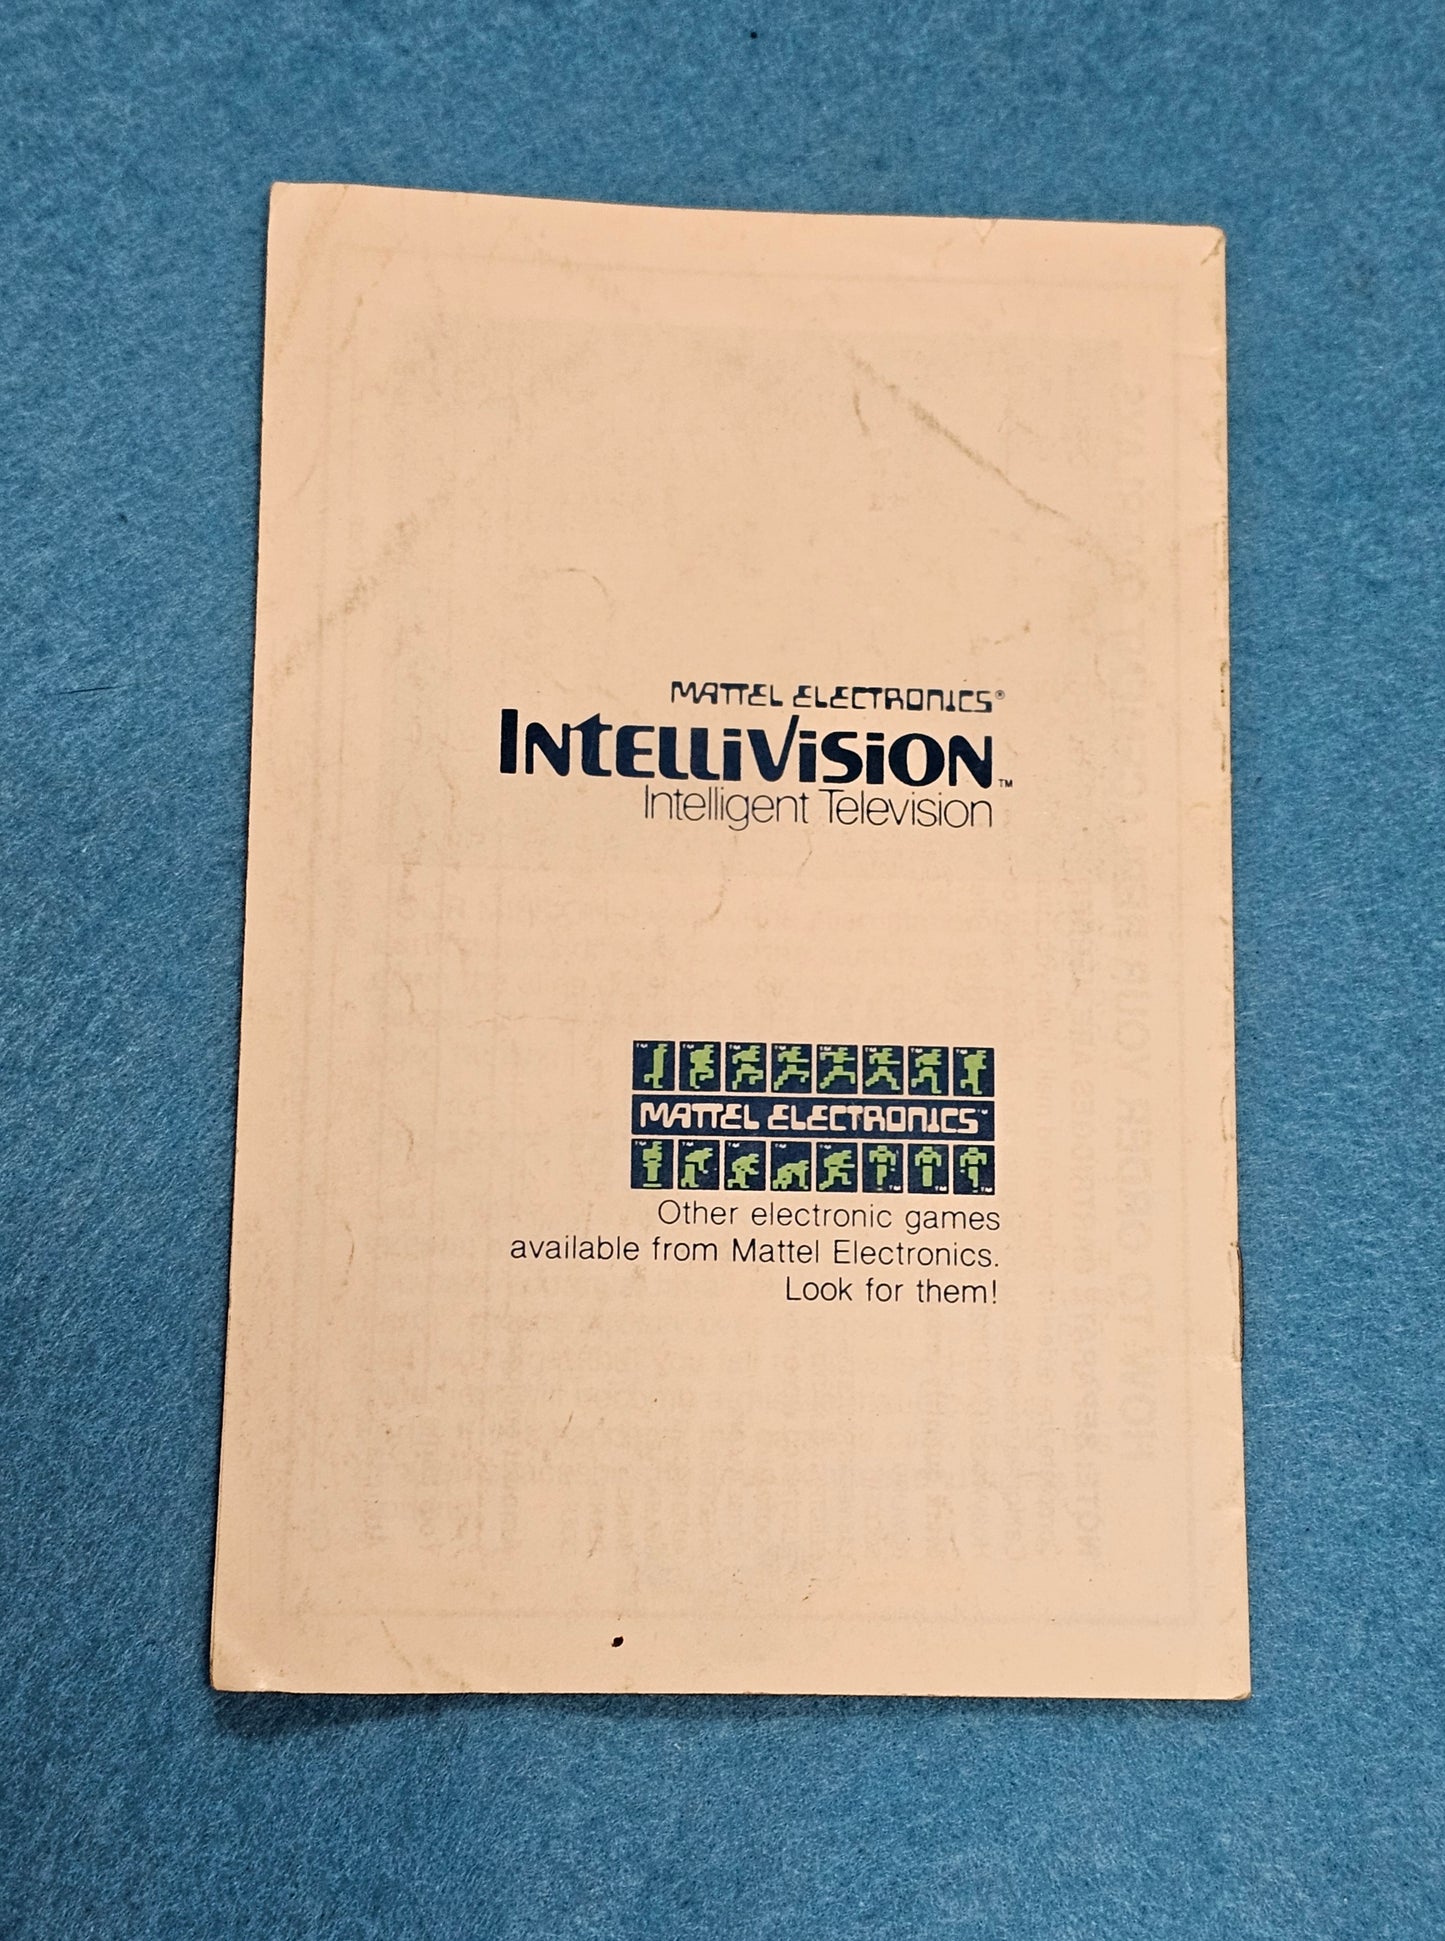 MATTEL ELECTRONICS®
INTELLIVISION™
Intelligent Television
MATTEL ELECTRONICS™
Other electronic games
available from Mattel Electronics.
Look for them!